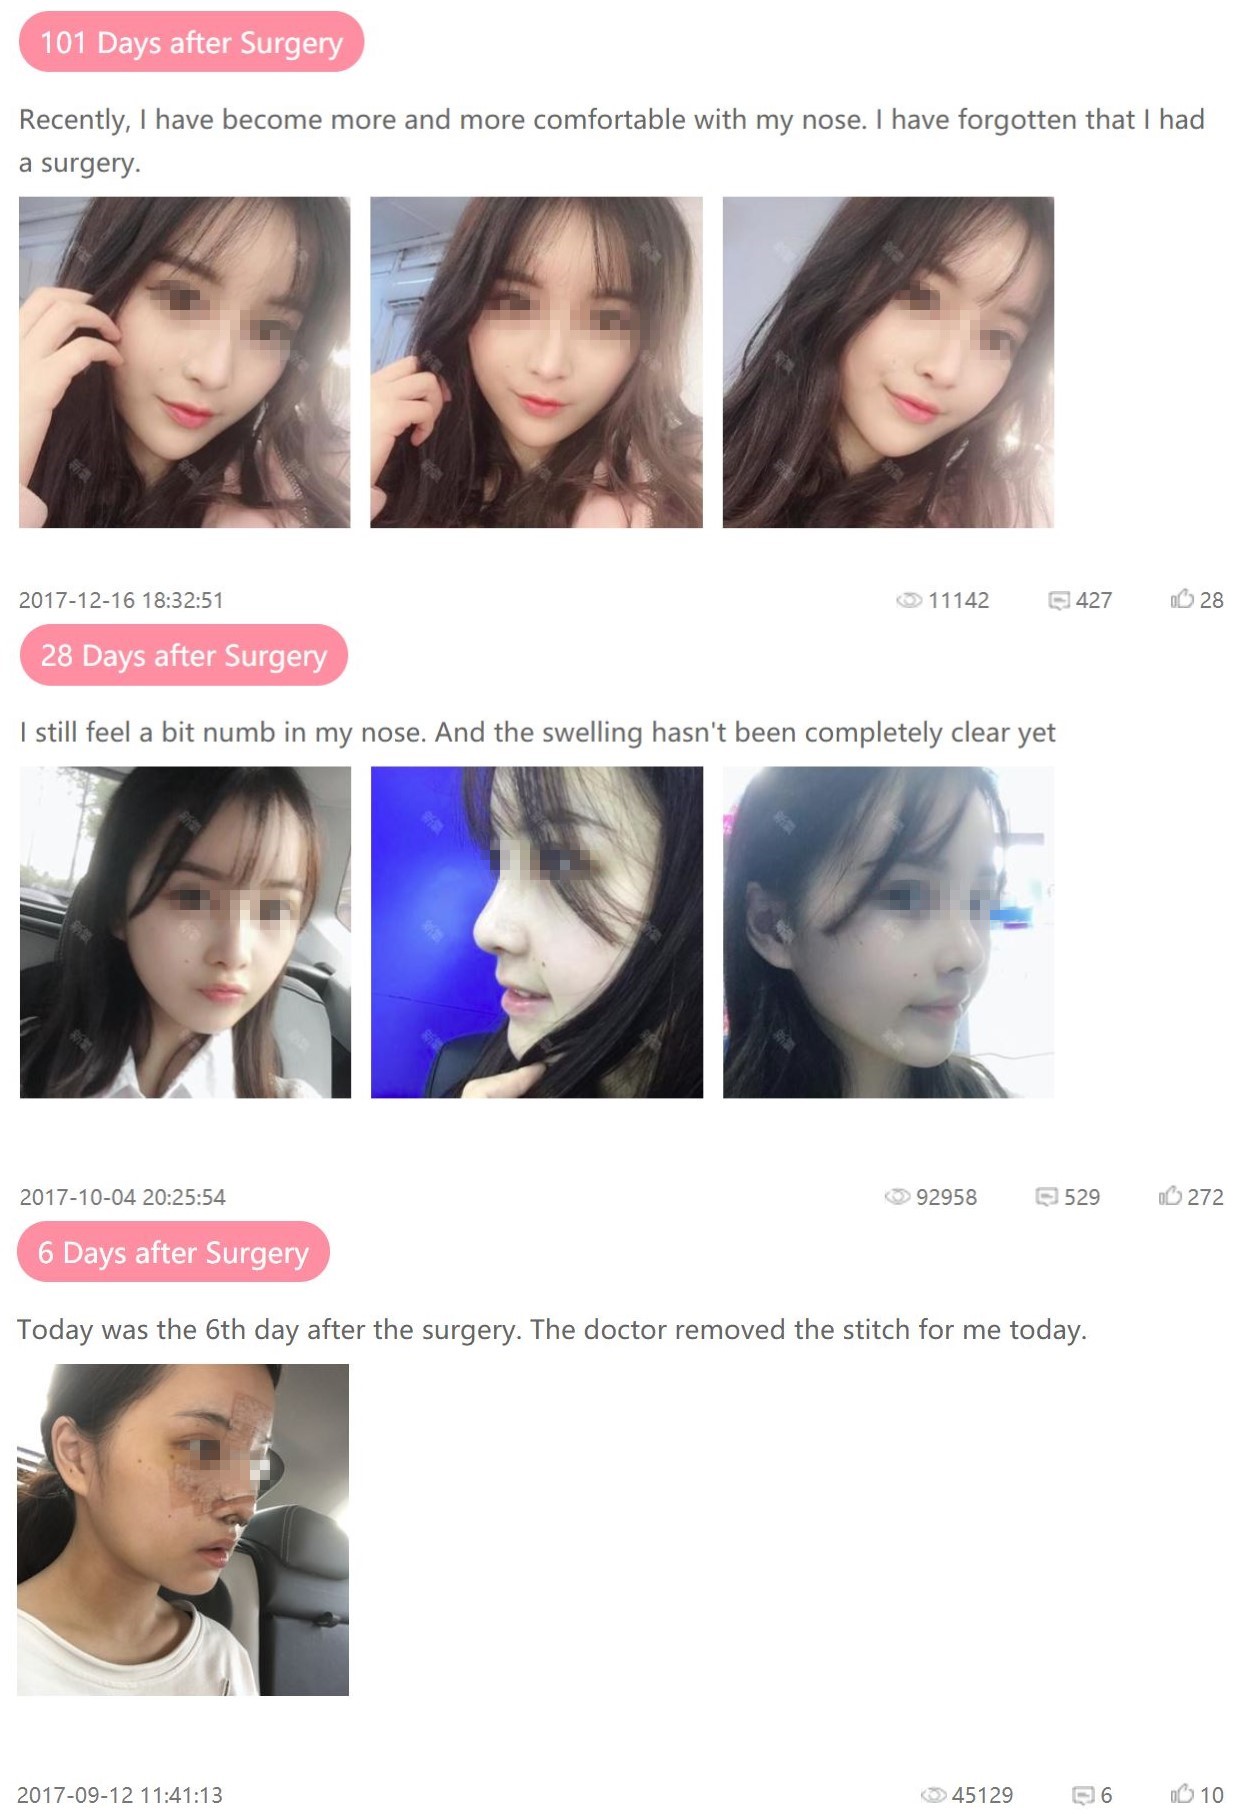 101 Days after Surgery
Recently, I have become more and more comfortable with my nose. I have forgotten that I had
a surgery.
2017-12-16 18:32:51
11142
427
28
28 Days after Surgery
I still feel a bit numb in my nose. And the swelling hasn't been completely clear yet
2017-10-04 20:25:54
92958
529
272
6 Days after Surgery
Today was the 6th day after the surgery. The doctor removed the stitch for me today.
2017-09-12 11:41:13
45129
6
10